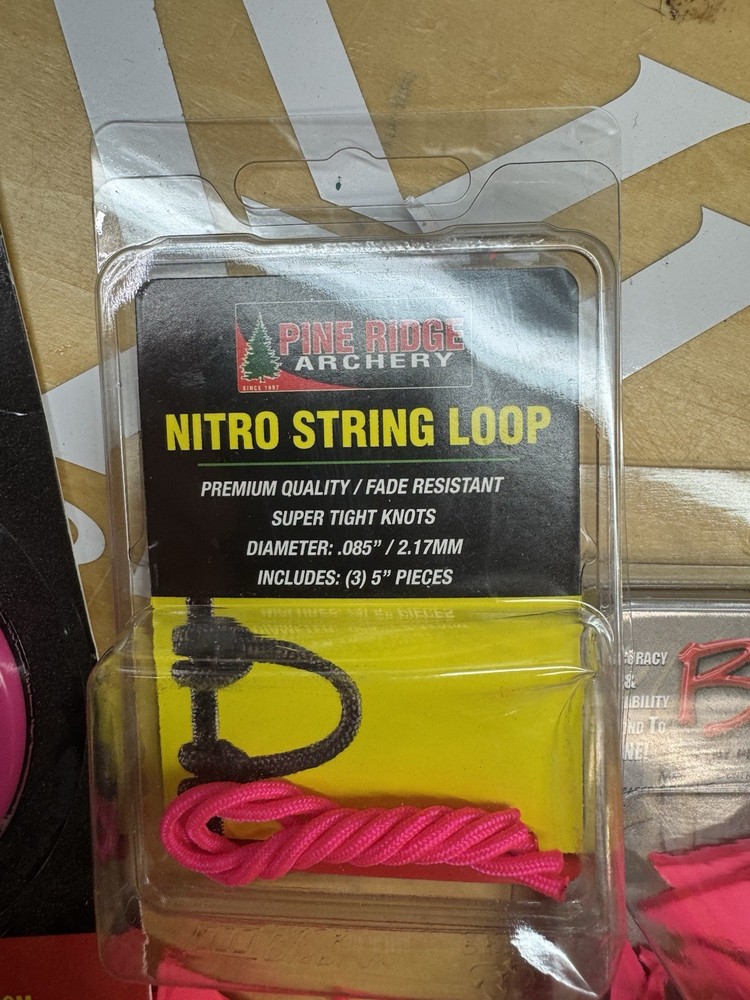 PINE RIDGE
ARCHERY
SINCE 1997
NITRO STRING LOOP
PREMIUM QUALITY / FADE RESISTANT
SUPER TIGHT KNOTS
DIAMETER: .085" / 2.17MM
INCLUDES: (3) 5" PIECES
&
To